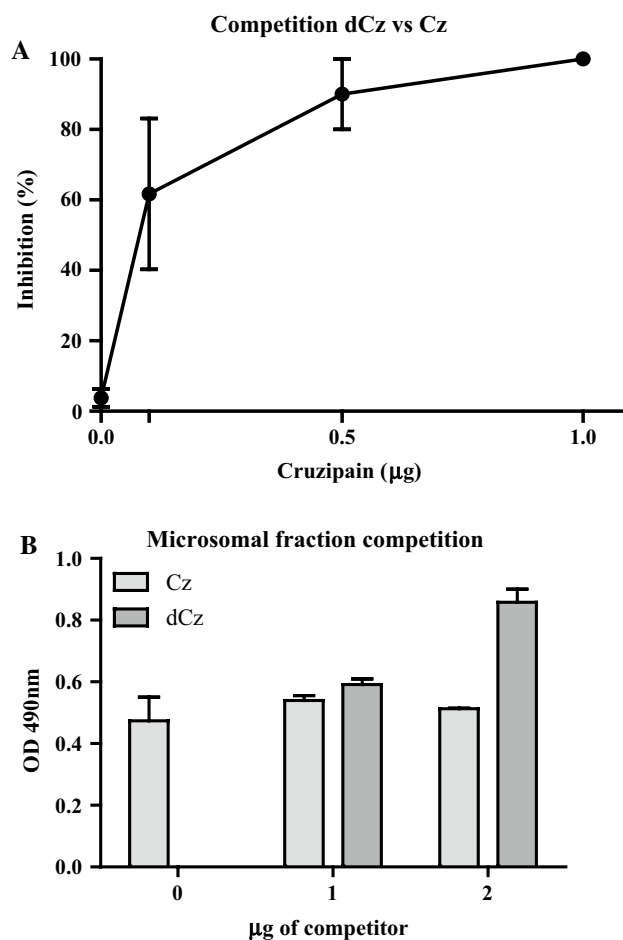 Competition dCz vs Cz
A
100
80
60
40
20
0
Inhibition (%)
0.0 0.5 1.0
Cruzipain (μg)
B
Microsomal fraction competition
Cz
dCz
1.0
0.8
0.6
0.4
0.2
0.0
OD 490nm
0 1 2
μg of competitor